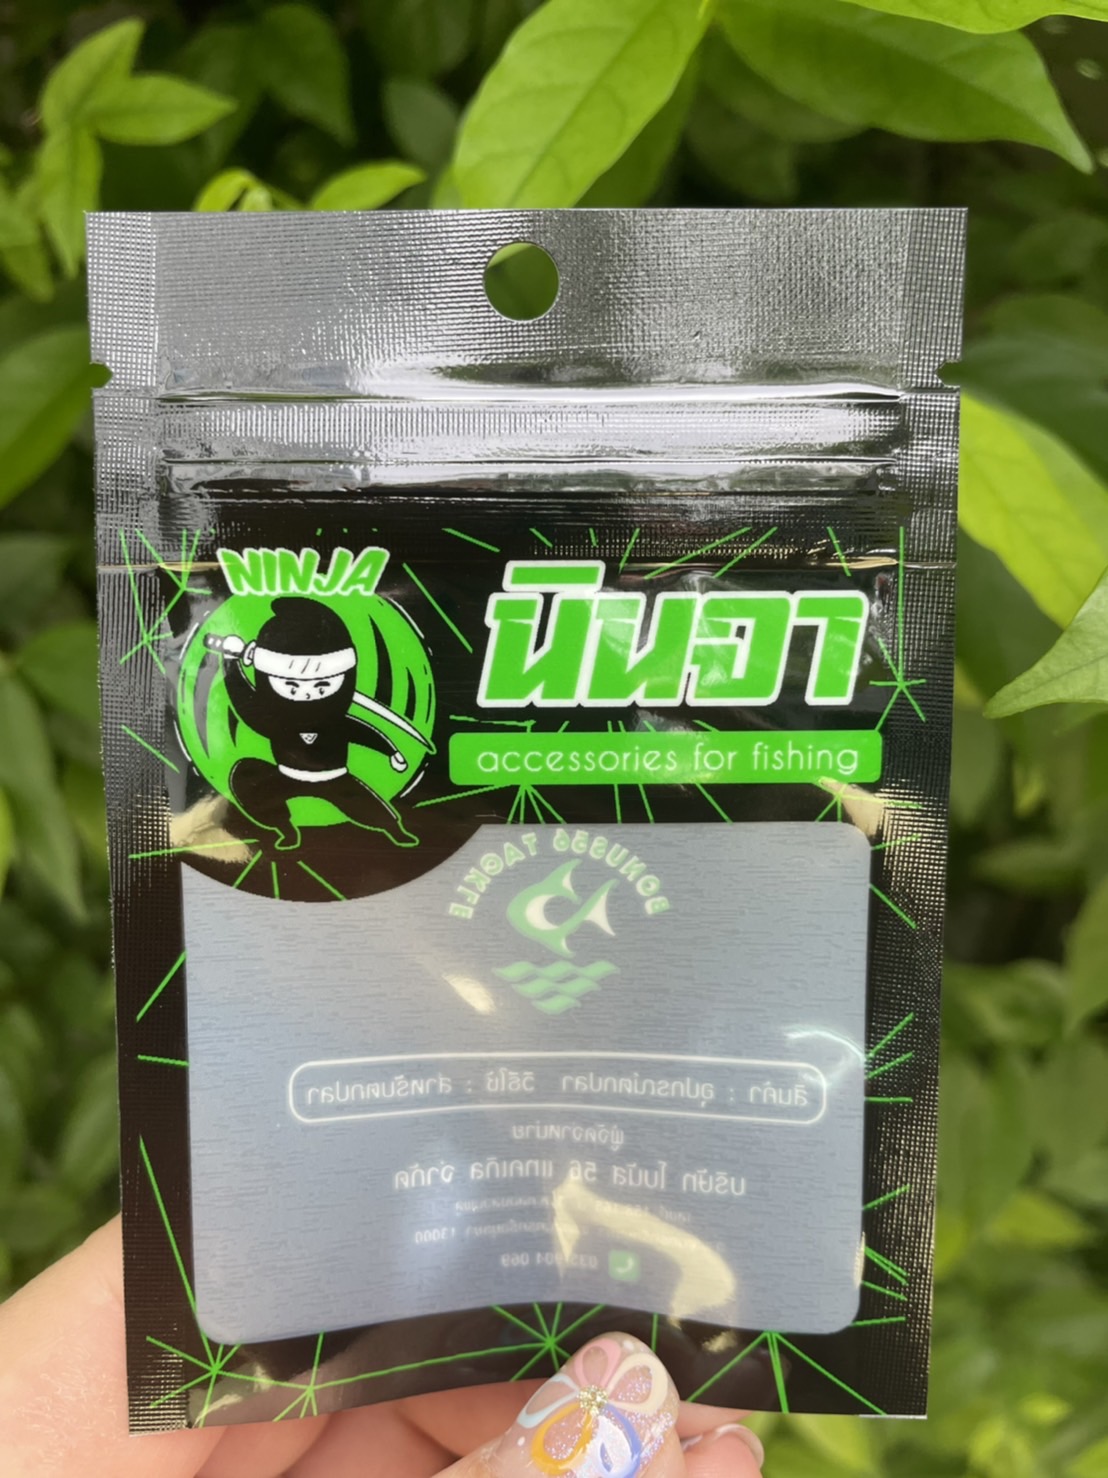 NINJA
นินจา
accessories for fishing
BONUS56 TACKLE
สินค้า : อุปกรณ์ตกปลา วิธีใช้ : สำหรับตกปลา
ผู้จัดจำหน่าย
บริษัท โบนัส 56 แทคเกิล จำกัด
13000
069